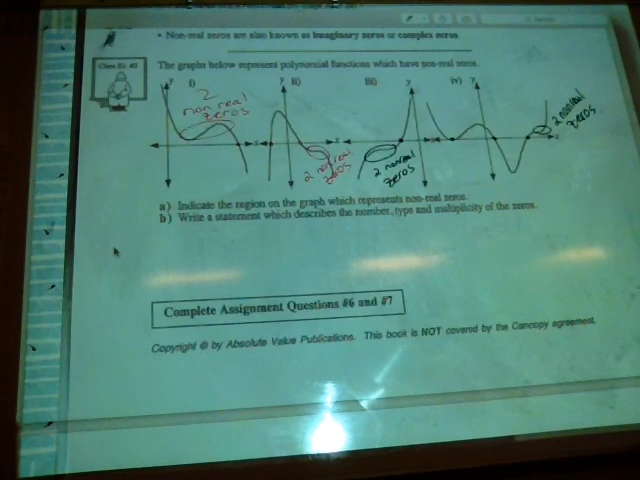 • Non-real zeros are also known as imaginary zeros or complex zeros.
Class Ex. #3
The graphs below represent polynomial functions which have non-real zeros.
i) ii) iii) iv)
y y y y
x x x x
2
non real
zeros
2 non real
zeros
2 nonreal
zeros
2 nonreal
zeros
a) Indicate the region on the graph which represents non-real zeros.
b) Write a statement which describes the number, type and multiplicity of the zeros.
Complete Assignment Questions #6 and #7
Copyright © by Absolute Value Publications. This book is NOT covered by the Cancopy agreement.